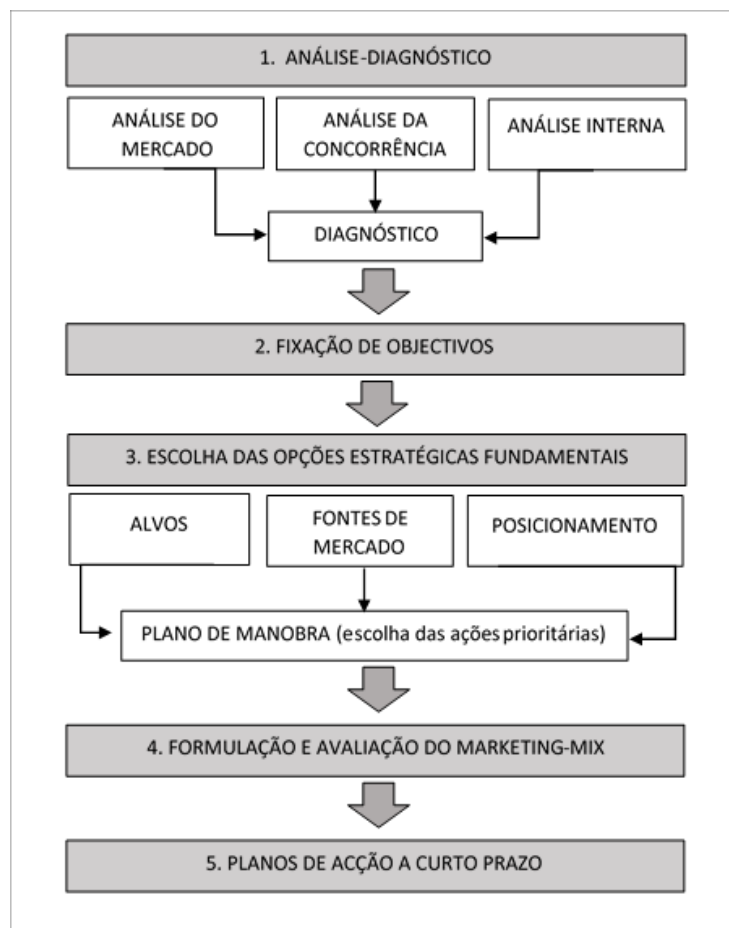 1. ANÁLISE-DIAGNÓSTICO
ANÁLISE DO
MERCADO
ANÁLISE DA
CONCORRÊNCIA
ANÁLISE INTERNA
DIAGNÓSTICO
2. FIXAÇÃO DE OBJECTIVOS
3. ESCOLHA DAS OPÇÕES ESTRATÉGICAS FUNDAMENTAIS
ALVOS
FONTES DE
MERCADO
POSICIONAMENTO
PLANO DE MANOBRA (escolha das ações prioritárias)
4. FORMULAÇÃO E AVALIAÇÃO DO MARKETING-MIX
5. PLANOS DE ACÇÃO A CURTO PRAZO